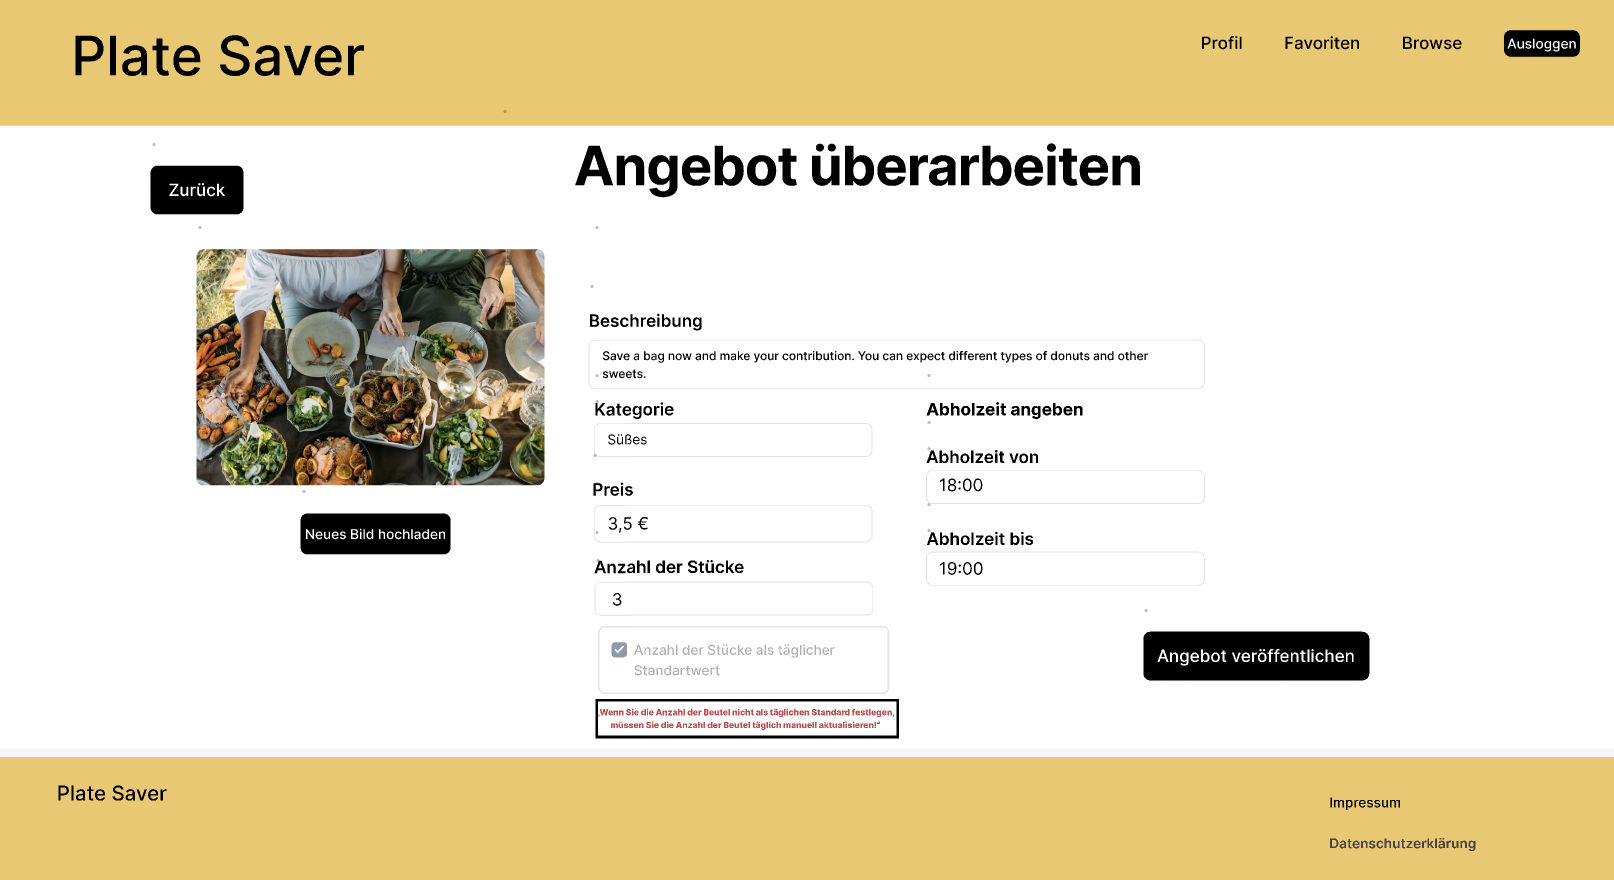 Plate Saver
Profil
Favoriten
Browse
Ausloggen
Zurück
Angebot überarbeiten
Neues Bild hochladen
Beschreibung
Save a bag now and make your contribution. You can expect different types of donuts and other
sweets.
Kategorie
Süßes
Preis
3,5 €
Anzahl der Stücke
3
Anzahl der Stücke als täglicher
Standartwert
„Wenn Sie die Anzahl der Beutel nicht als täglichen Standard festlegen,
müssen Sie die Anzahl der Beutel täglich manuell aktualisieren!“
Abholzeit angeben
Abholzeit von
18:00
Abholzeit bis
19:00
Angebot veröffentlichen
Plate Saver
Impressum
Datenschutzerklärung